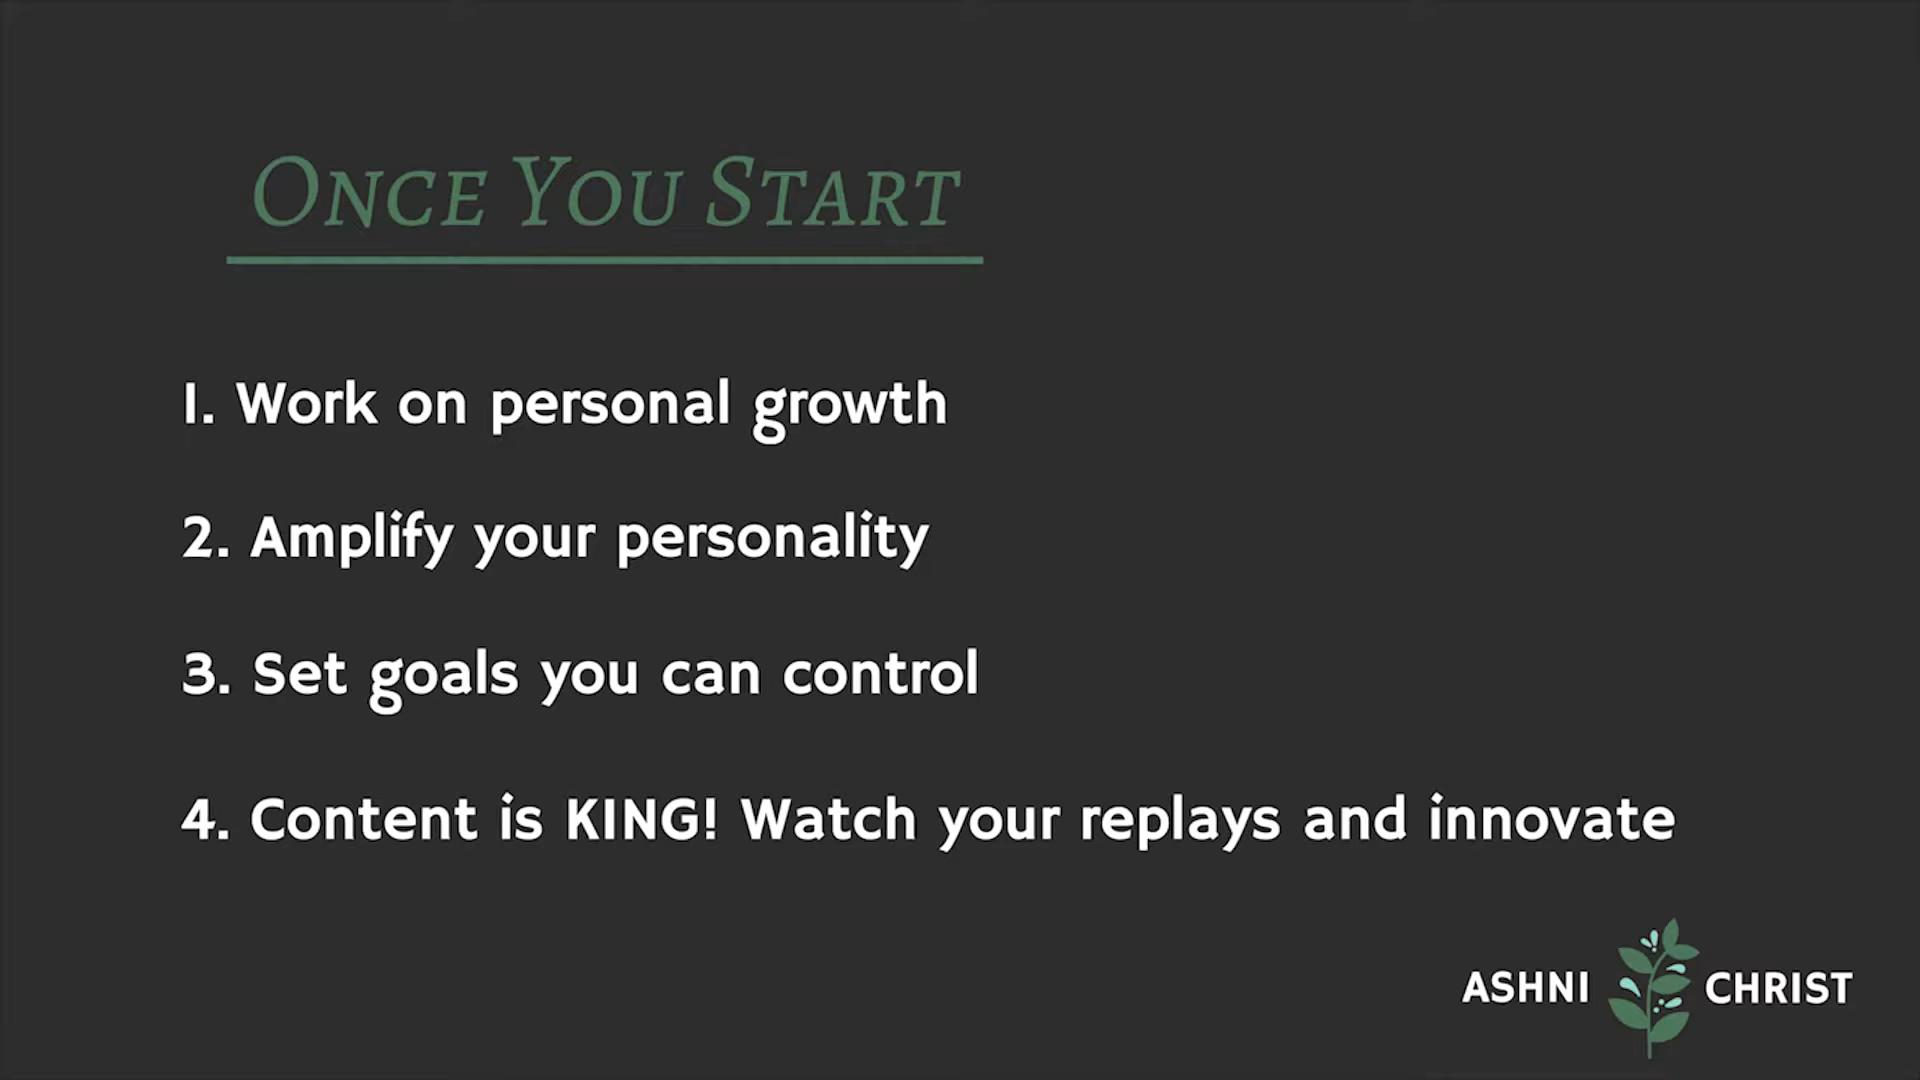 Once You Start
1. Work on personal growth
2. Amplify your personality
3. Set goals you can control
4. Content is KING! Watch your replays and innovate
ASHNI CHRIST